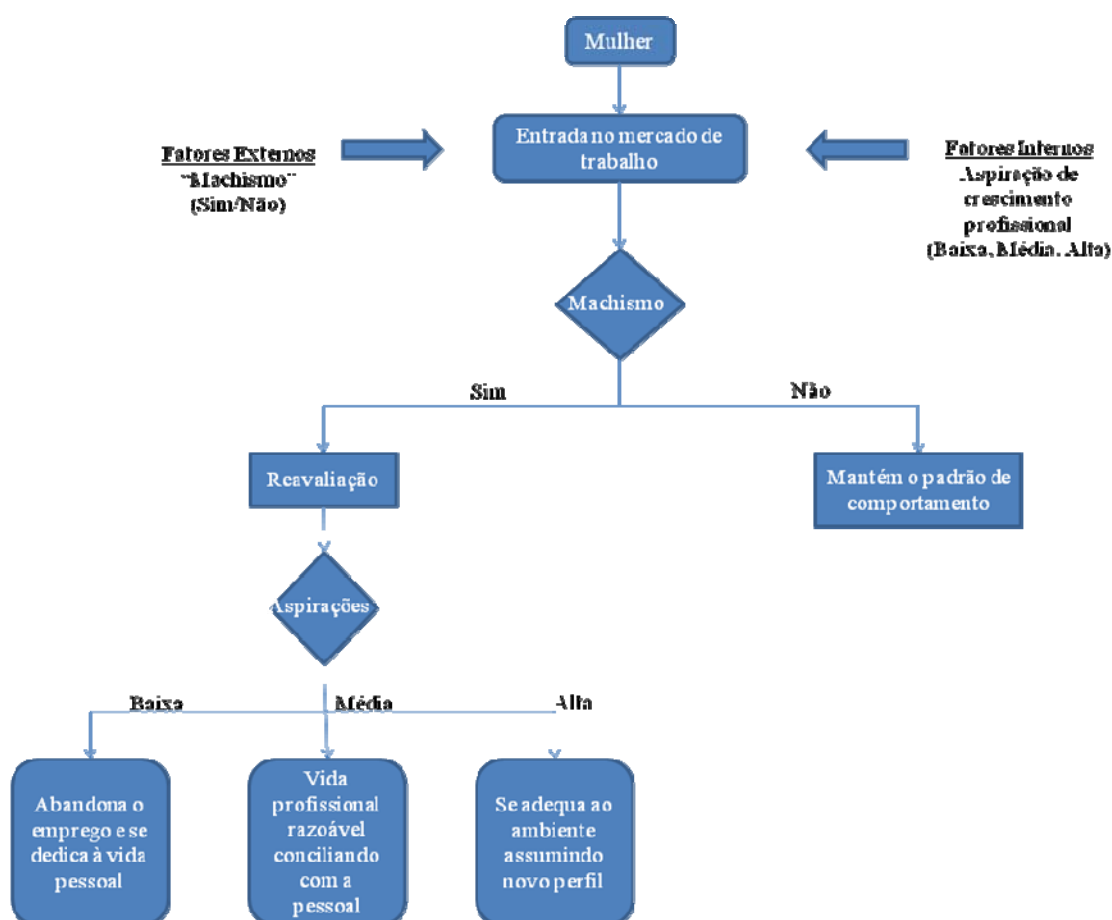 Mulher
Entrada no mercado de
trabalho
Fatores Externos
"Machismo"
(Sim/Não)
Fatores Internos
Aspiração de
crescimento
profissional
(Baixa, Média, Alta)
Machismo
Sim
Não
Reavaliação
Mantém o padrão de
comportamento
Aspirações
Baixa
Média
Alta
Abandona o
emprego e se
dedica à vida
pessoal
Vida
profissional
razoável
conciliando
com a
pessoal
Se adequa ao
ambiente
assumindo
novo perfil